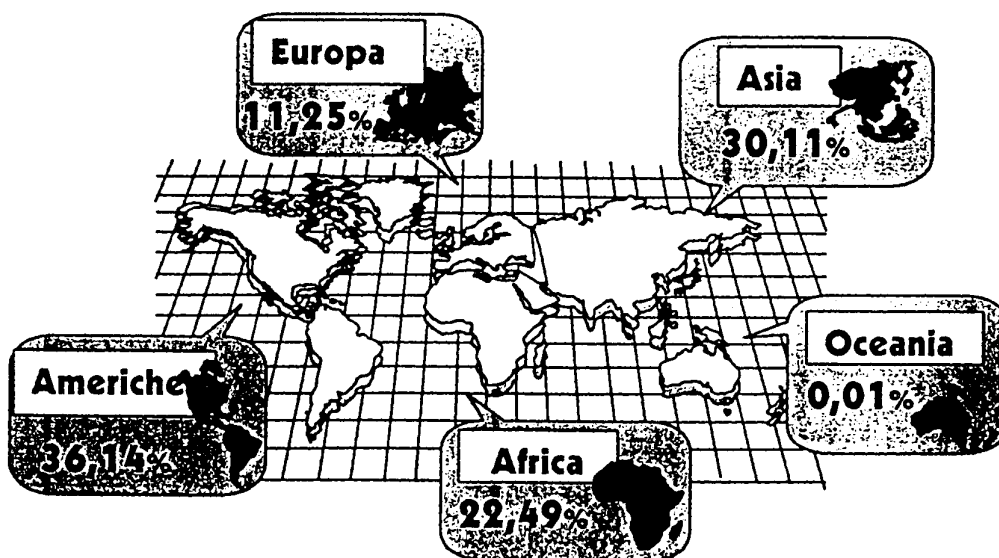 Europa
11,25%
Asia
30,11%
Oceania
0,01%
Americhe
36,14%
Africa
22,49%